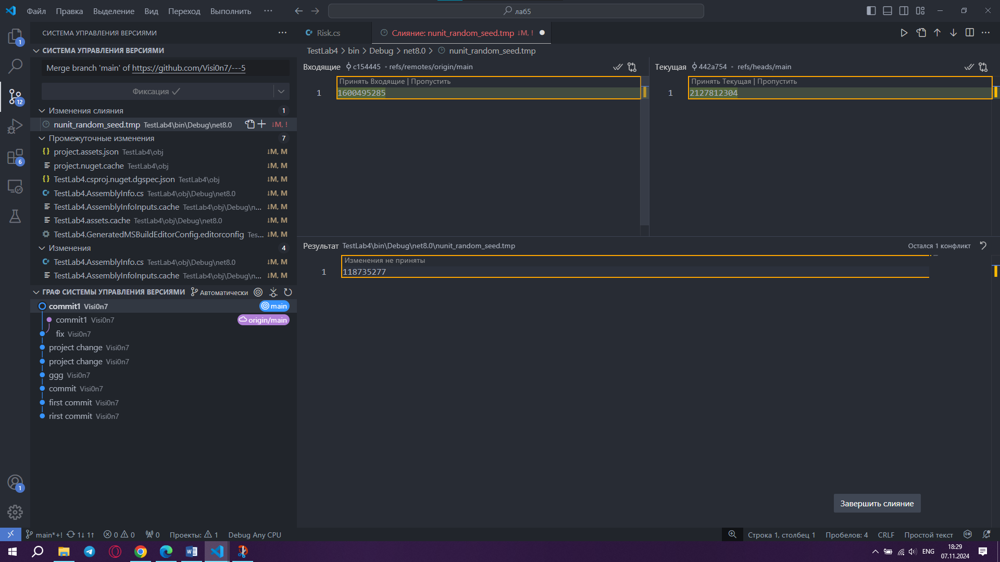 Файл Правка Выделение Вид Переход Выполнить ···
лаб5
СИСТЕМА УПРАВЛЕНИЯ ВЕРСИЯМИ
СИСТЕМА УПРАВЛЕНИЯ ВЕРСИЯМИ
Merge branch 'main' of https://github.com/Visi0n7/---5
Фиксация
Изменения слияния 1
nunit_random_seed.tmp TestLab4\bin\Debug\net8.0 ↓M, !
Промежуточные изменения 7
project.assets.json TestLab4\obj ↓M, M
project.nuget.cache TestLab4\obj ↓M, M
TestLab4.csproj.nuget.dgspec.json TestLab4\obj ↓M, M
TestLab4.AssemblyInfo.cs TestLab4\obj\Debug\net8.0 ↓M, M
TestLab4.AssemblyInfoInputs.cache TestLab4\obj\Debug\n... ↓M, M
TestLab4.assets.cache TestLab4\obj\Debug\net8.0 ↓M, M
TestLab4.GeneratedMSBuildEditorConfig.editorconfig Tes... ↓M, M
Изменения 4
TestLab4.AssemblyInfo.cs TestLab4\obj\Debug\net8.0 ↓M, M
TestLab4.AssemblyInfoInputs.cache TestLab4\obj\Debug\n... ↓M, M
ГРАФ СИСТЕМЫ УПРАВЛЕНИЯ ВЕРСИЯМИ Автоматически
commit1 Visi0n7 main
commit1 Visi0n7 origin/main
fix Visi0n7
project change Visi0n7
project change Visi0n7
ggg Visi0n7
commit Visi0n7
first commit Visi0n7
rirst commit Visi0n7
1
12
6
1
Risk.cs
Слияние: nunit_random_seed.tmp ↓M, !
TestLab4 > bin > Debug > net8.0 > nunit_random_seed.tmp
Входящие c154445 • refs/remotes/origin/main
Принять Входящие | Пропустить
1 1600495285
Текущая 442a754 • refs/heads/main
Принять Текущая | Пропустить
1 2127812304
Результат TestLab4\bin\Debug\net8.0\nunit_random_seed.tmp
Остался 1 конфликт
Изменения не приняты
1 118735277
Завершить слияние
main*+! 1↓ 1↑ 0 0 0 Проекты: 1 Debug Any CPU
Строка 1, столбец 1 Пробелов: 4 CRLF Простой текст
ENG
18:29
07.11.2024